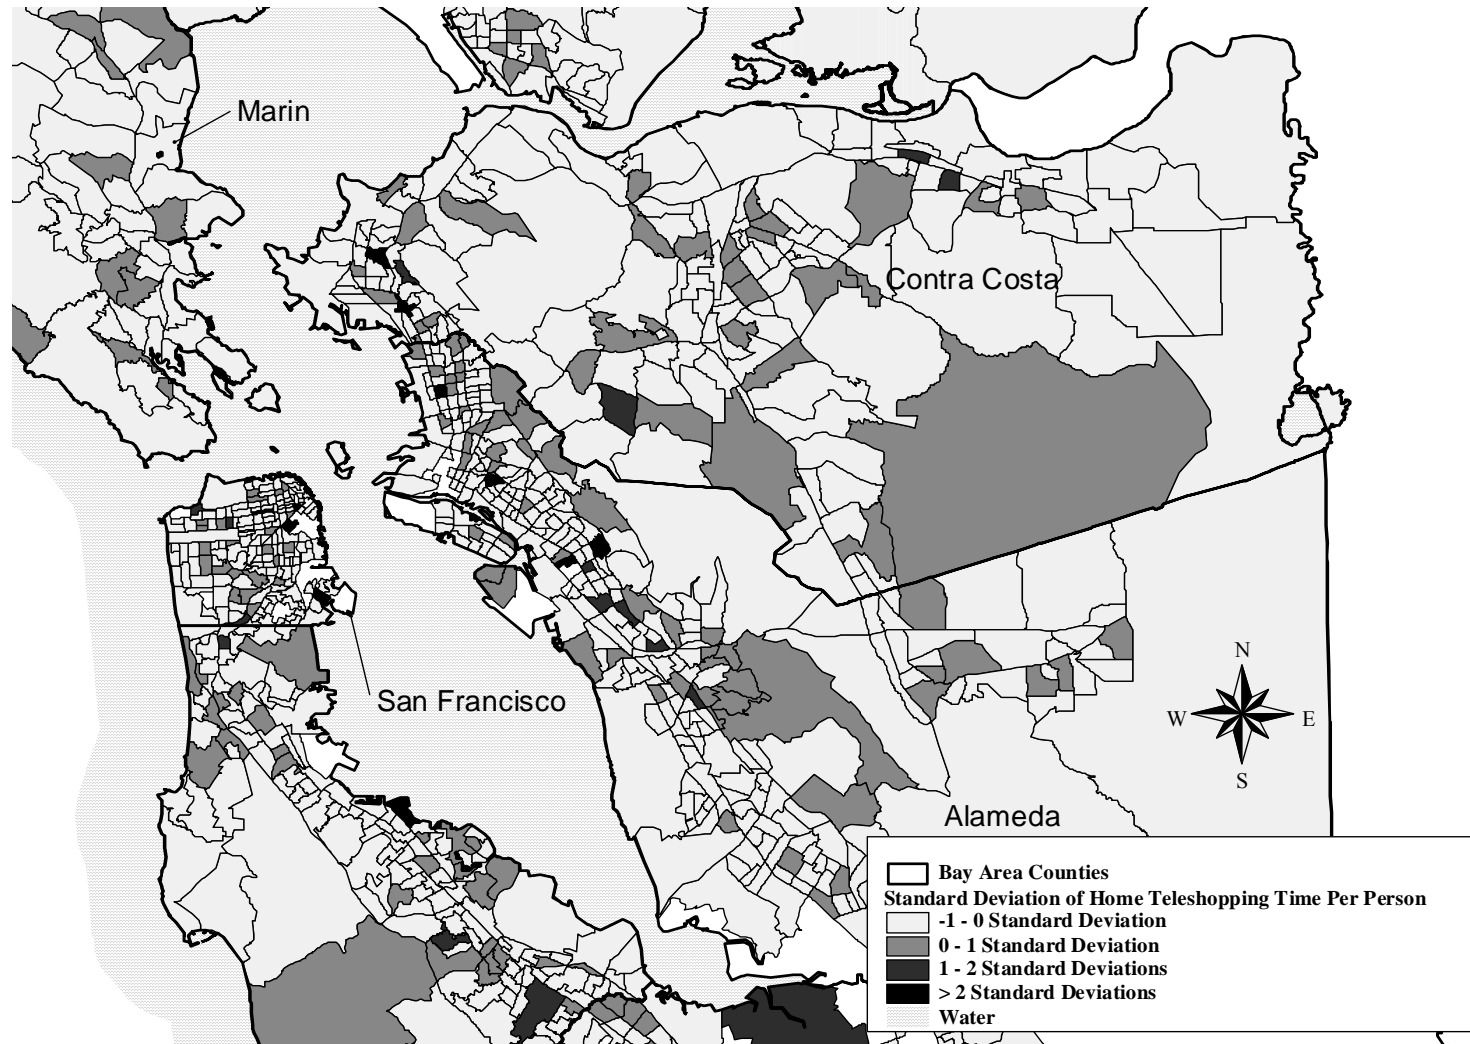 Marin
Contra Costa
San Francisco
N
W E
S
Alameda
Bay Area Counties
Standard Deviation of Home Teleshopping Time Per Person
-1 - 0 Standard Deviation
0 - 1 Standard Deviation
1 - 2 Standard Deviations
> 2 Standard Deviations
Water